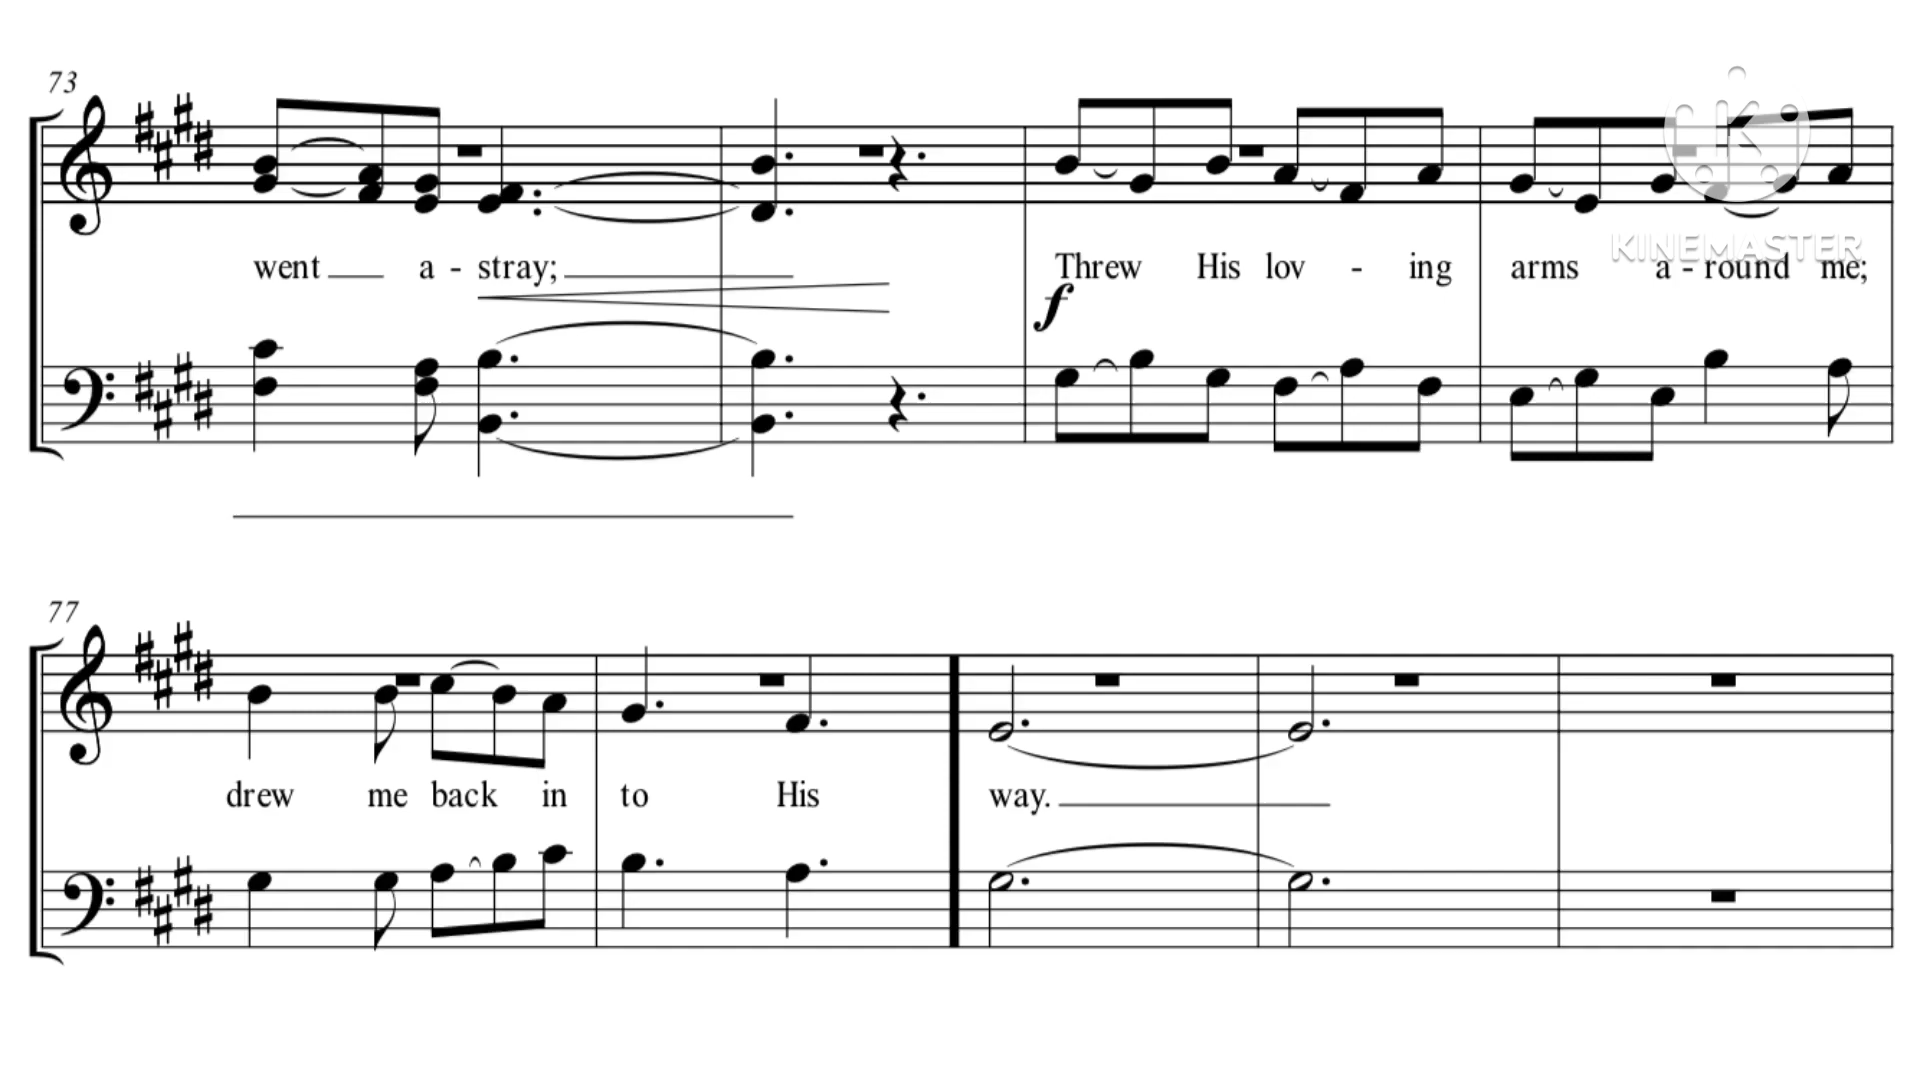 73
K
KINEMASTER
went a - stray; Threw His lov - ing arms a - round me;
f
77
drew me back in to His way.